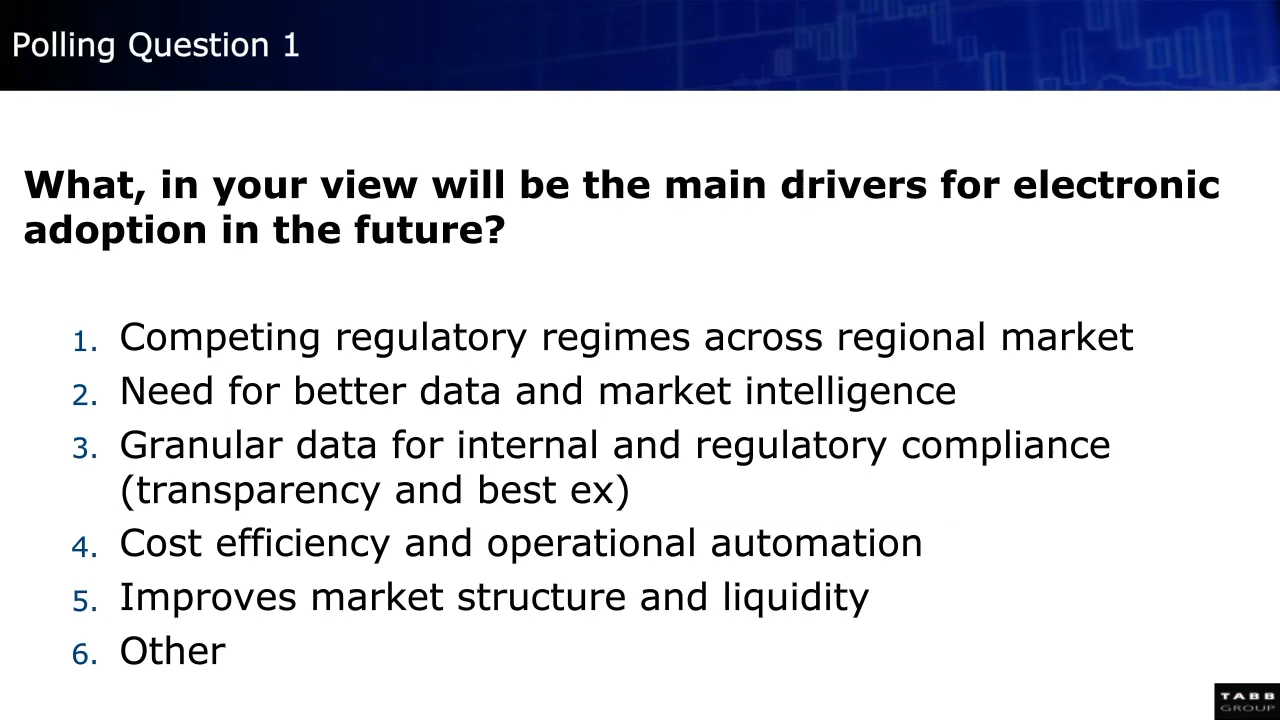 Polling Question 1
What, in your view will be the main drivers for electronic
adoption in the future?
1. Competing regulatory regimes across regional market
2. Need for better data and market intelligence
3. Granular data for internal and regulatory compliance
(transparency and best ex)
4. Cost efficiency and operational automation
5. Improves market structure and liquidity
6. Other
TABB
GROUP